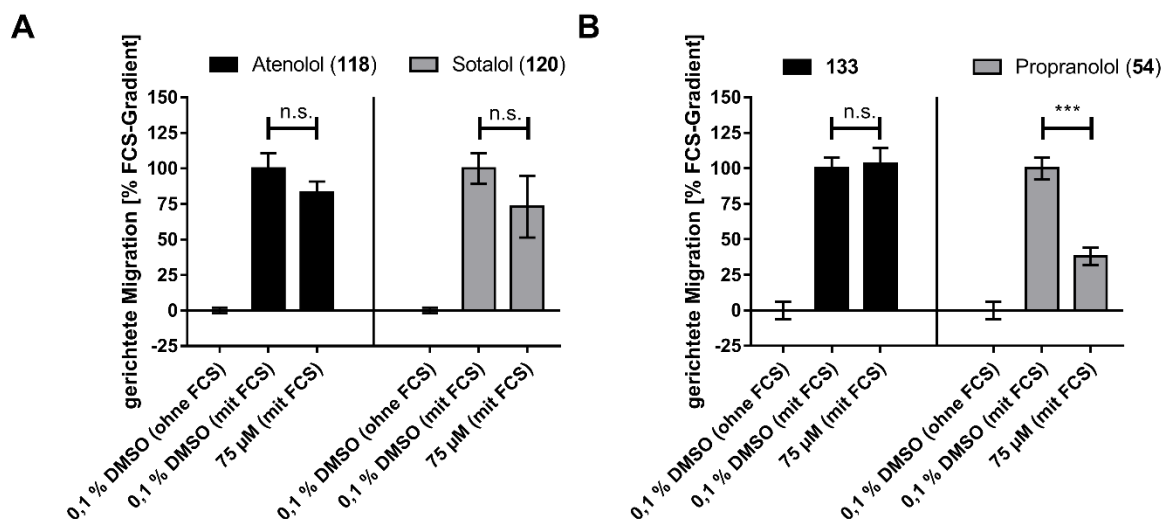 A
Atenolol (118) Sotalol (120)
gerichtete Migration [% FCS-Gradient]
150
125
100
75
50
25
0
-25
n.s.
n.s.
0,1 % DMSO (ohne FCS)
0,1 % DMSO (mit FCS)
75 µM (mit FCS)
0,1 % DMSO (ohne FCS)
0,1 % DMSO (mit FCS)
75 µM (mit FCS)
B
133 Propranolol (54)
gerichtete Migration [% FCS-Gradient]
150
125
100
75
50
25
0
-25
n.s.
***
0,1 % DMSO (ohne FCS)
0,1 % DMSO (mit FCS)
75 µM (mit FCS)
0,1 % DMSO (ohne FCS)
0,1 % DMSO (mit FCS)
75 µM (mit FCS)